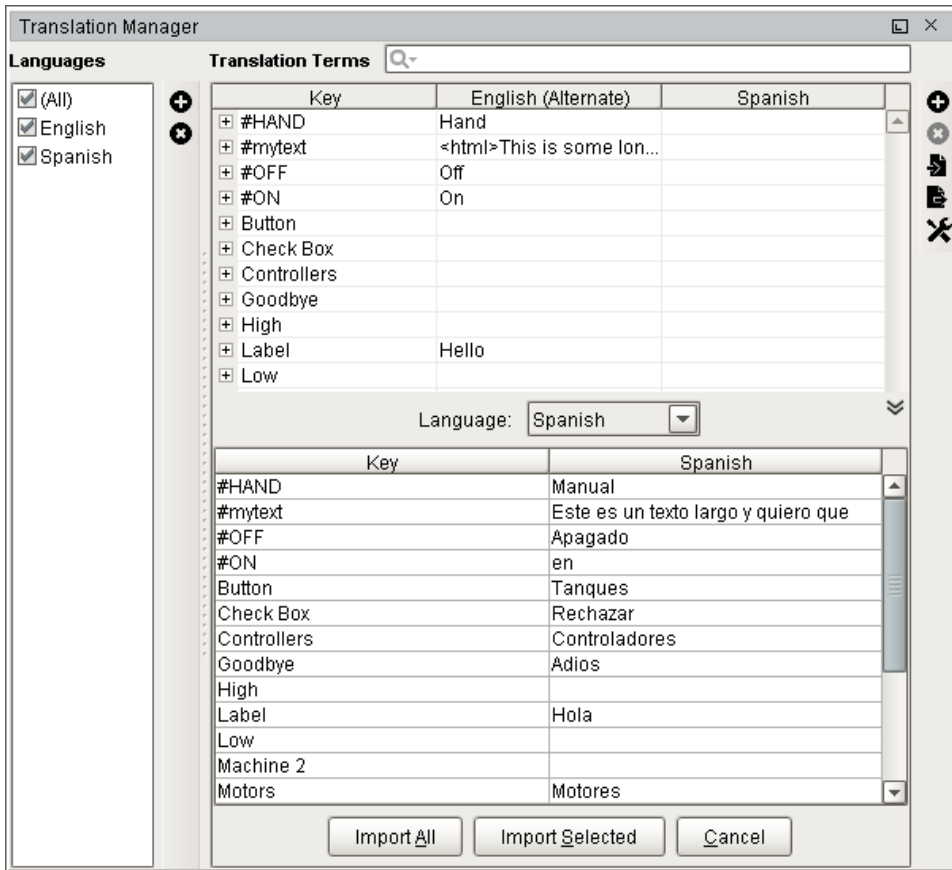 Translation Manager
Languages
(All)
English
Spanish
Translation Terms
Key English (Alternate) Spanish
#HAND Hand
#mytext <html>This is some lon...
#OFF Off
#ON On
Button
Check Box
Controllers
Goodbye
High
Label Hello
Low
Language: Spanish
Key Spanish
#HAND Manual
#mytext Este es un texto largo y quiero que
#OFF Apagado
#ON en
Button Tanques
Check Box Rechazar
Controllers Controladores
Goodbye Adios
High
Label Hola
Low
Machine 2
Motors Motores
Import All Import Selected Cancel